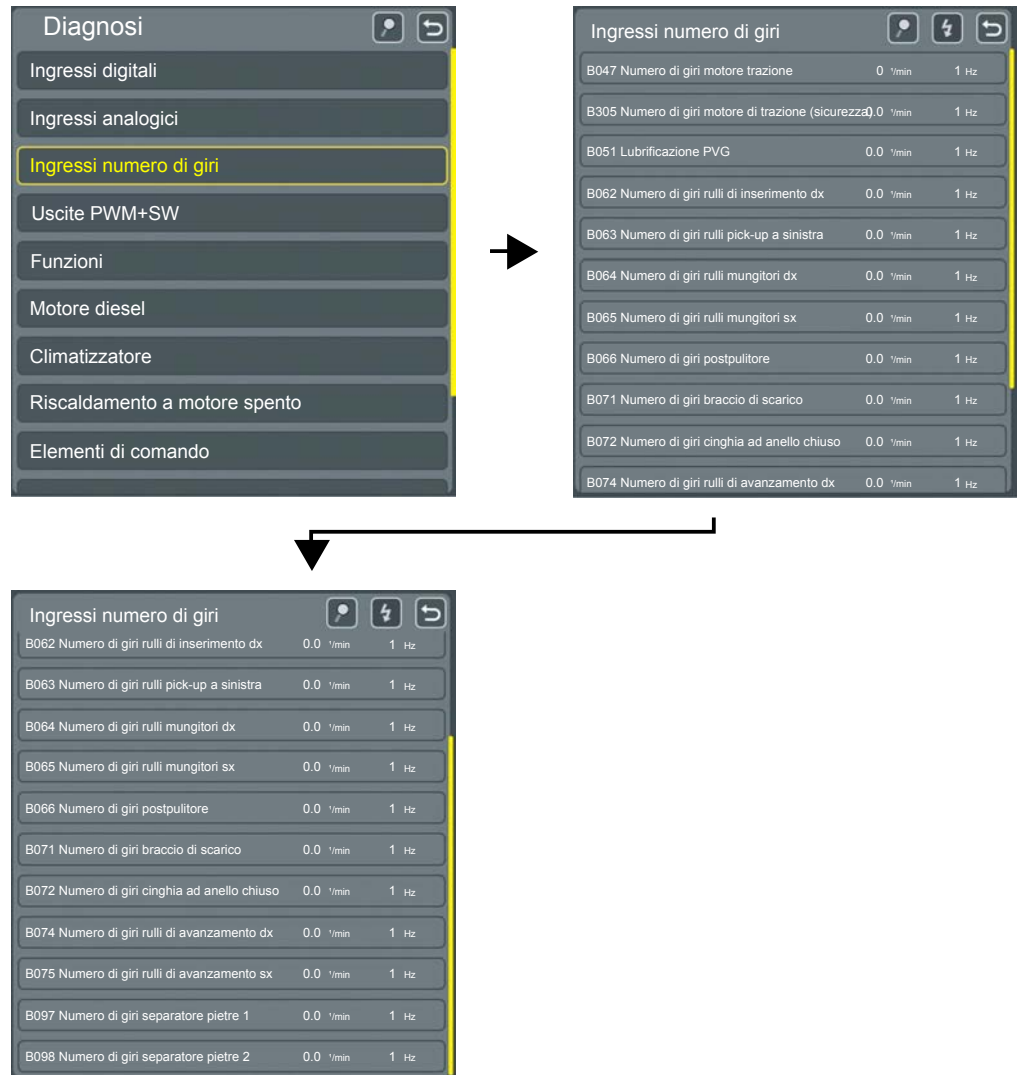 Diagnosi
Ingressi digitali
Ingressi analogici
Ingressi numero di giri
Uscite PWM+SW
Funzioni
Motore diesel
Climatizzatore
Riscaldamento a motore spento
Elementi di comando
Ingressi numero di giri
B047 Numero di giri motore trazione 0 ¹/min 1 Hz
B305 Numero di giri motore di trazione (sicurezza) 0.0 ¹/min 1 Hz
B051 Lubrificazione PVG 0.0 ¹/min 1 Hz
B062 Numero di giri rulli di inserimento dx 0.0 ¹/min 1 Hz
B063 Numero di giri rulli pick-up a sinistra 0.0 ¹/min 1 Hz
B064 Numero di giri rulli mungitori dx 0.0 ¹/min 1 Hz
B065 Numero di giri rulli mungitori sx 0.0 ¹/min 1 Hz
B066 Numero di giri postpulitore 0.0 ¹/min 1 Hz
B071 Numero di giri braccio di scarico 0.0 ¹/min 1 Hz
B072 Numero di giri cinghia ad anello chiuso 0.0 ¹/min 1 Hz
B074 Numero di giri rulli di avanzamento dx 0.0 ¹/min 1 Hz
Ingressi numero di giri
B062 Numero di giri rulli di inserimento dx 0.0 ¹/min 1 Hz
B063 Numero di giri rulli pick-up a sinistra 0.0 ¹/min 1 Hz
B064 Numero di giri rulli mungitori dx 0.0 ¹/min 1 Hz
B065 Numero di giri rulli mungitori sx 0.0 ¹/min 1 Hz
B066 Numero di giri postpulitore 0.0 ¹/min 1 Hz
B071 Numero di giri braccio di scarico 0.0 ¹/min 1 Hz
B072 Numero di giri cinghia ad anello chiuso 0.0 ¹/min 1 Hz
B074 Numero di giri rulli di avanzamento dx 0.0 ¹/min 1 Hz
B075 Numero di giri rulli di avanzamento sx 0.0 ¹/min 1 Hz
B097 Numero di giri separatore pietre 1 0.0 ¹/min 1 Hz
B098 Numero di giri separatore pietre 2 0.0 ¹/min 1 Hz